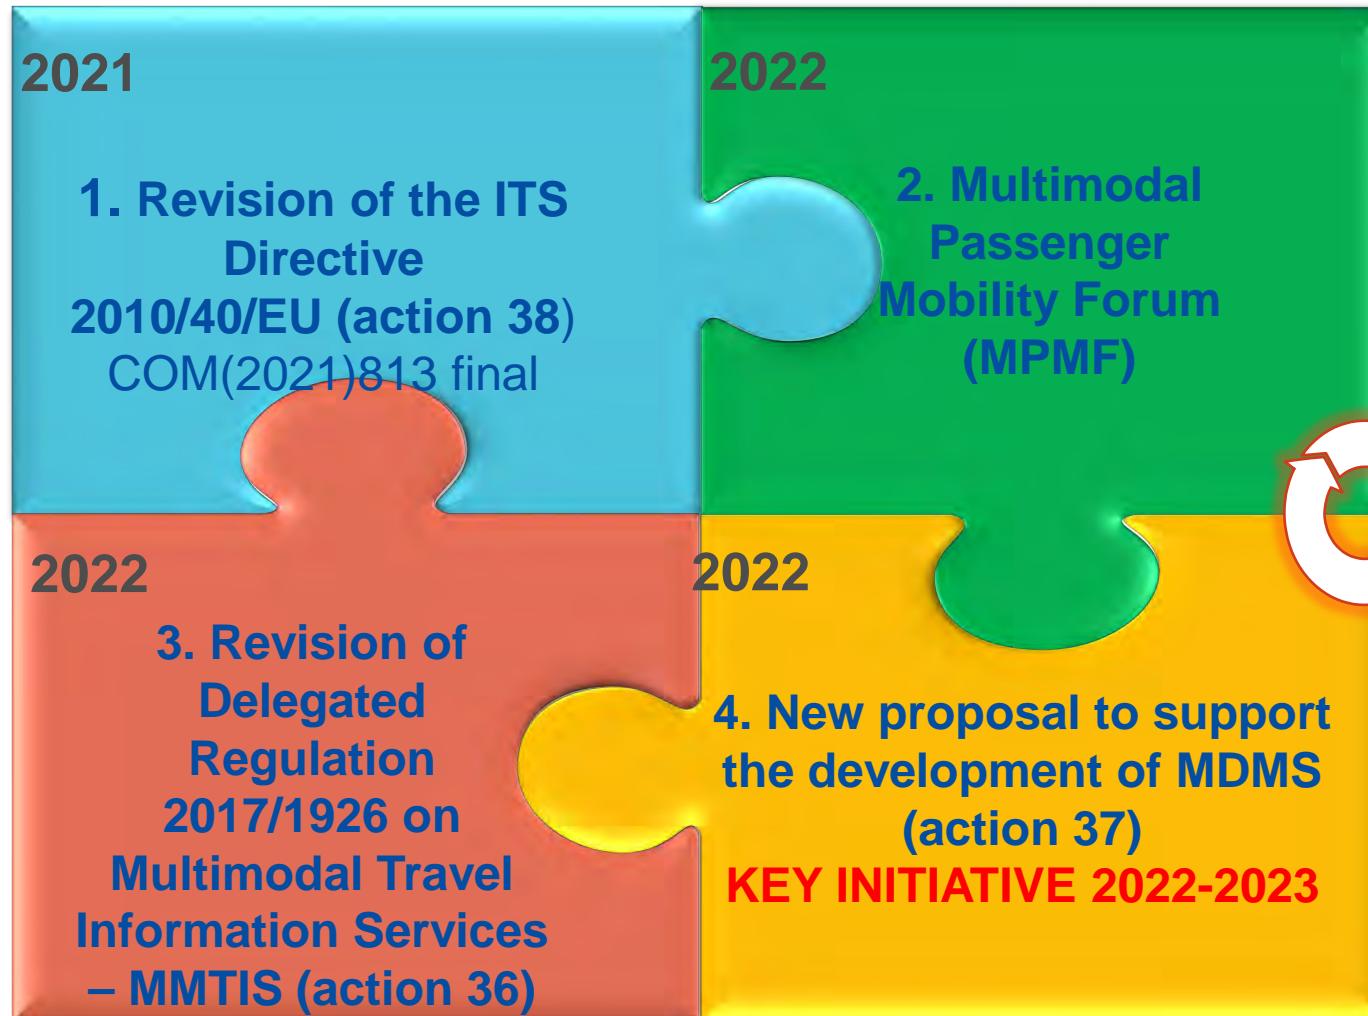 2021
1. Revision of the ITS
Directive
2010/40/EU (action 38)
COM(2021)813 final
2022
2. Multimodal
Passenger
Mobility Forum
(MPMF)
2022
3. Revision of
Delegated
Regulation
2017/1926 on
Multimodal Travel
Information Services
– MMTIS (action 36)
2022
4. New proposal to support
the development of MDMS
(action 37)
KEY INITIATIVE 2022-2023